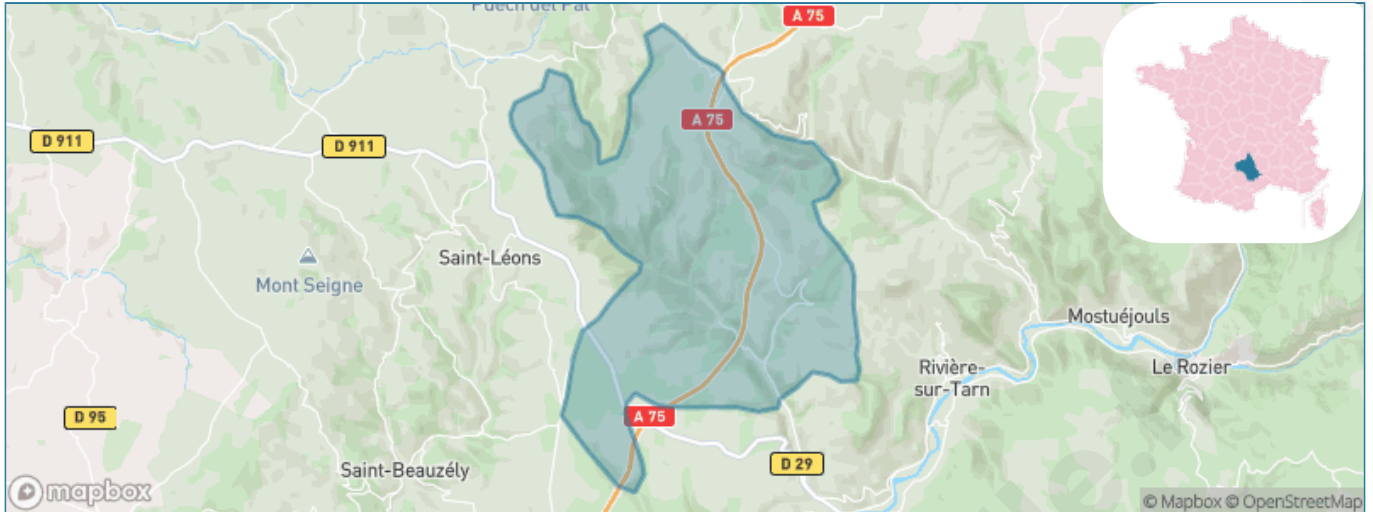 Puech del Pal
A 75
D 911
D 911
A 75
Saint-Léons
Mont Seigne
Mostuéjouls
Rivière-
sur-Tarn
Le Rozier
D 95
A 75
Saint-Beauzély
D 29
mapbox
© Mapbox © OpenStreetMap